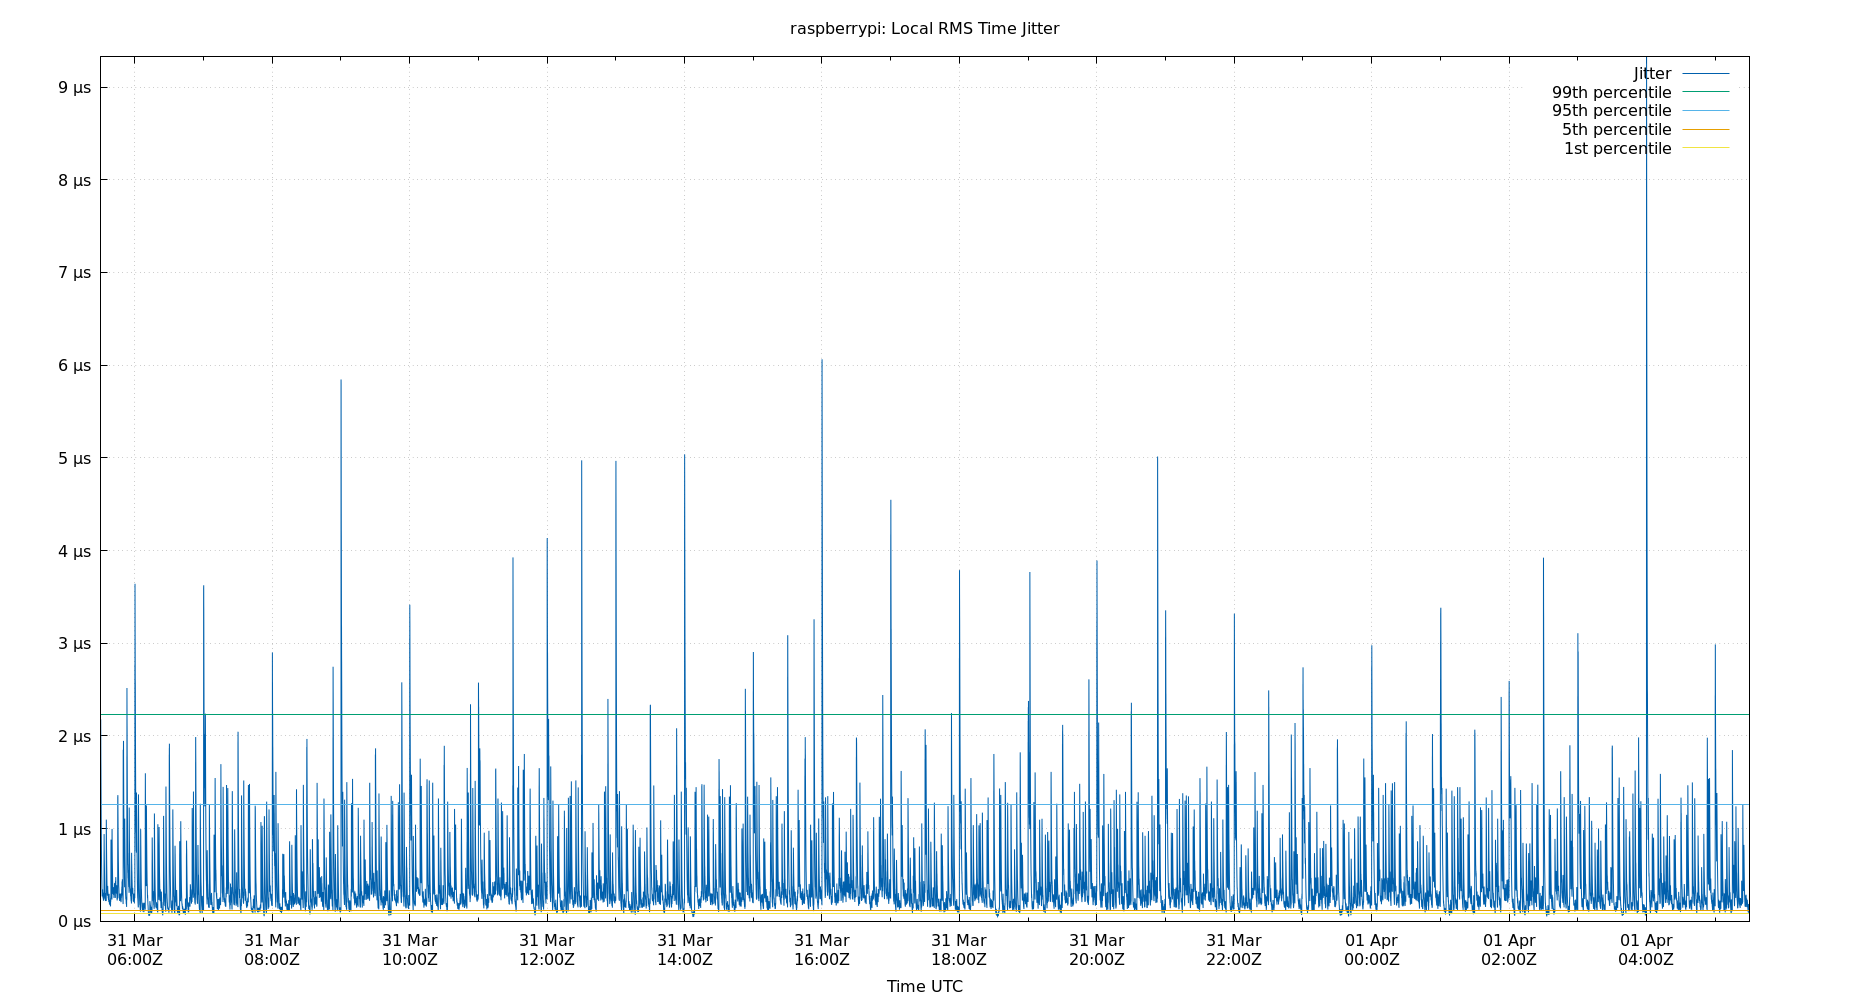 raspberrypi: Local RMS Time Jitter
Jitter
99th percentile
95th percentile
5th percentile
1st percentile
9 μs
8 μs
7 μs
6 μs
5 μs
4 μs
3 μs
2 μs
1 μs
0 μs
31 Mar 31 Mar 31 Mar 31 Mar 31 Mar 31 Mar 31 Mar 31 Mar 31 Mar 01 Apr 01 Apr 01 Apr
06:00Z 08:00Z 10:00Z 12:00Z 14:00Z 16:00Z 18:00Z 20:00Z 22:00Z 00:00Z 02:00Z 04:00Z
Time UTC